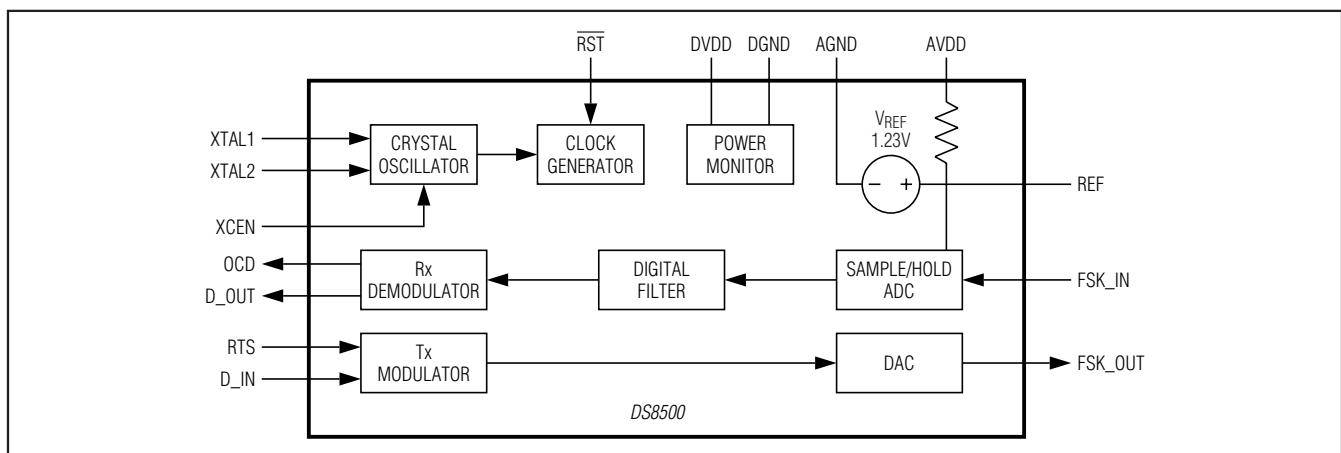 RST
DVDD
DGND
AGND
AVDD
VREF
1.23V
XTAL1
XTAL2
CRYSTAL
OSCILLATOR
CLOCK
GENERATOR
POWER
MONITOR
–
+
REF
XCEN
OCD
D_OUT
Rx
DEMODULATOR
DIGITAL
FILTER
SAMPLE/HOLD
ADC
FSK_IN
RTS
D_IN
Tx
MODULATOR
DAC
FSK_OUT
DS8500